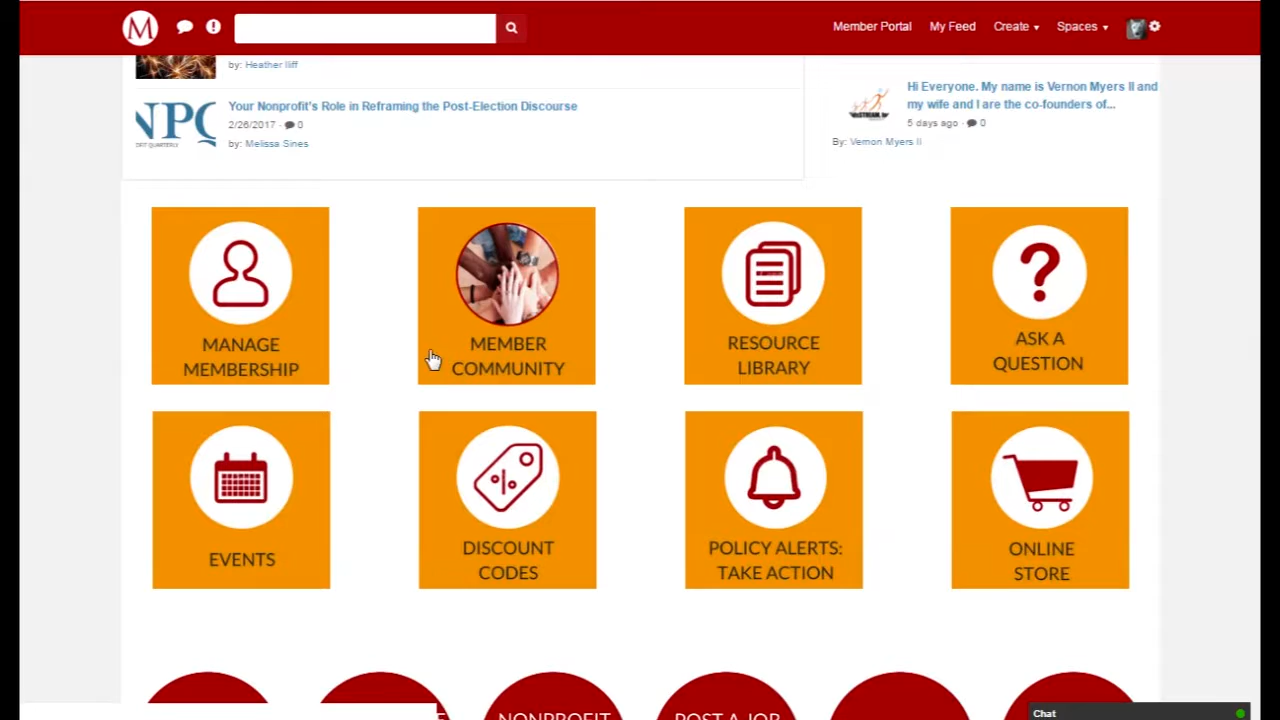 M
Member Portal My Feed Create Spaces
by: Heather Iliff
Your Nonprofit's Role in Reframing the Post-Election Discourse
2/26/2017 · 0
by: Melissa Sines
NPQ
Hi Everyone. My name is Vernon Myers II and
my wife and I are the co-founders of...
5 days ago · 0
By: Vernon Myers II
MANAGE
MEMBERSHIP
MEMBER
COMMUNITY
RESOURCE
LIBRARY
ASK A
QUESTION
EVENTS
DISCOUNT
CODES
POLICY ALERTS:
TAKE ACTION
ONLINE
STORE
NONPROFIT
POST A JOB
Chat